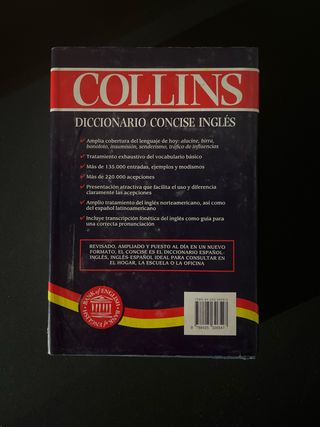 COLLINS
DICCIONARIO CONCISE INGLÉS
Amplia cobertura del lenguaje de hoy: alucine, birra,
bonoloto, insumisión, senderismo, tráfico de influencias
Tratamiento exhaustivo del vocabulario básico
Más de 135.000 entradas, ejemplos y modismos
Más de 220.000 acepciones
Presentación atractiva que facilita el uso y diferencia
claramente las acepciones
Amplio tratamiento del inglés norteamericano, así como
del español latinoamericano
Incluye transcripción fonética del inglés como guía para
una correcta pronunciación
REVISADO, AMPLIADO Y PUESTO AL DÍA EN UN NUEVO
FORMATO, EL CONCISE ES EL DICCIONARIO ESPAÑOL-
INGLÉS, INGLÉS-ESPAÑOL IDEAL PARA CONSULTAR EN
EL HOGAR, LA ESCUELA O LA OFICINA
BANK of ENGLISH